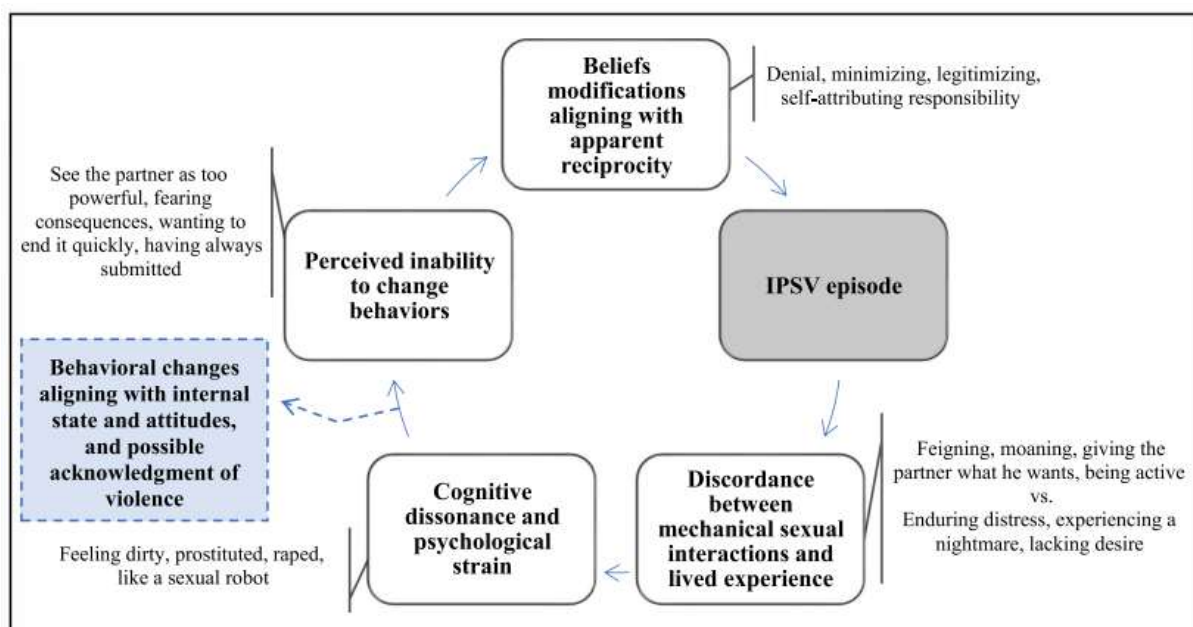 Beliefs
modifications
aligning with
apparent
reciprocity
Denial, minimizing, legitimizing,
self-attributing responsibility
IPSV episode
Feigning, moaning, giving the
partner what he wants, being active
vs.
Enduring distress, experiencing a
nightmare, lacking desire
Discordance
between
mechanical sexual
interactions and
lived experience
Cognitive
dissonance and
psychological
strain
Feeling dirty, prostituted, raped,
like a sexual robot
Behavioral changes
aligning with internal
state and attitudes,
and possible
acknowledgment of
violence
Perceived inability
to change
behaviors
See the partner as too
powerful, fearing
consequences, wanting to
end it quickly, having always
submitted